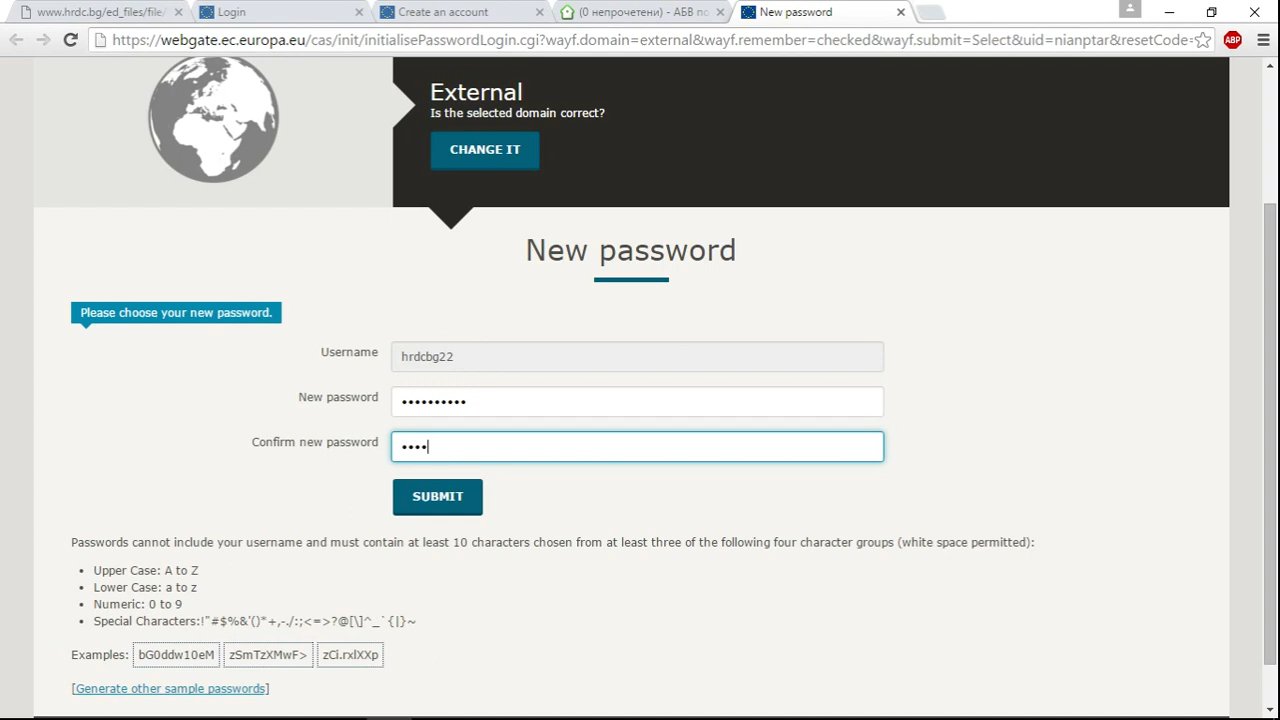 www.hrdc.bg/ed_files/file/
Login
Create an account
(0 непрочетени) - АБВ по
New password
https://webgate.ec.europa.eu/cas/init/initialisePasswordLogin.cgi?wayf.domain=external&wayf.remember=checked&wayf.submit=Select&uid=nianptar&resetCode=
ABP
External
Is the selected domain correct?
CHANGE IT
New password
Please choose your new password.
Username
hrdcbg22
New password
••••••••••
Confirm new password
••••
SUBMIT
Passwords cannot include your username and must contain at least 10 characters chosen from at least three of the following four character groups (white space permitted):
• Upper Case: A to Z
• Lower Case: a to z
• Numeric: 0 to 9
• Special Characters:!"#$%&'()*+,-./:;<=>?@[\]^_`{|}~
Examples: bG0ddw10eM zSmTzXMwF> zCi.rxlXXp
[Generate other sample passwords]